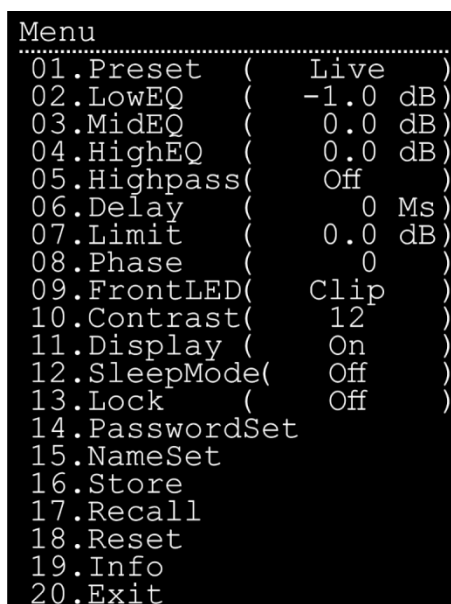 Menu
01.Preset ( Live )
02.LowEQ ( -1.0 dB)
03.MidEQ ( 0.0 dB)
04.HighEQ ( 0.0 dB)
05.Highpass( Off )
06.Delay ( 0 Ms)
07.Limit ( 0.0 dB)
08.Phase ( 0 )
09.FrontLED( Clip )
10.Contrast( 12 )
11.Display ( On )
12.SleepMode( Off )
13.Lock ( Off )
14.PasswordSet
15.NameSet
16.Store
17.Recall
18.Reset
19.Info
20.Exit